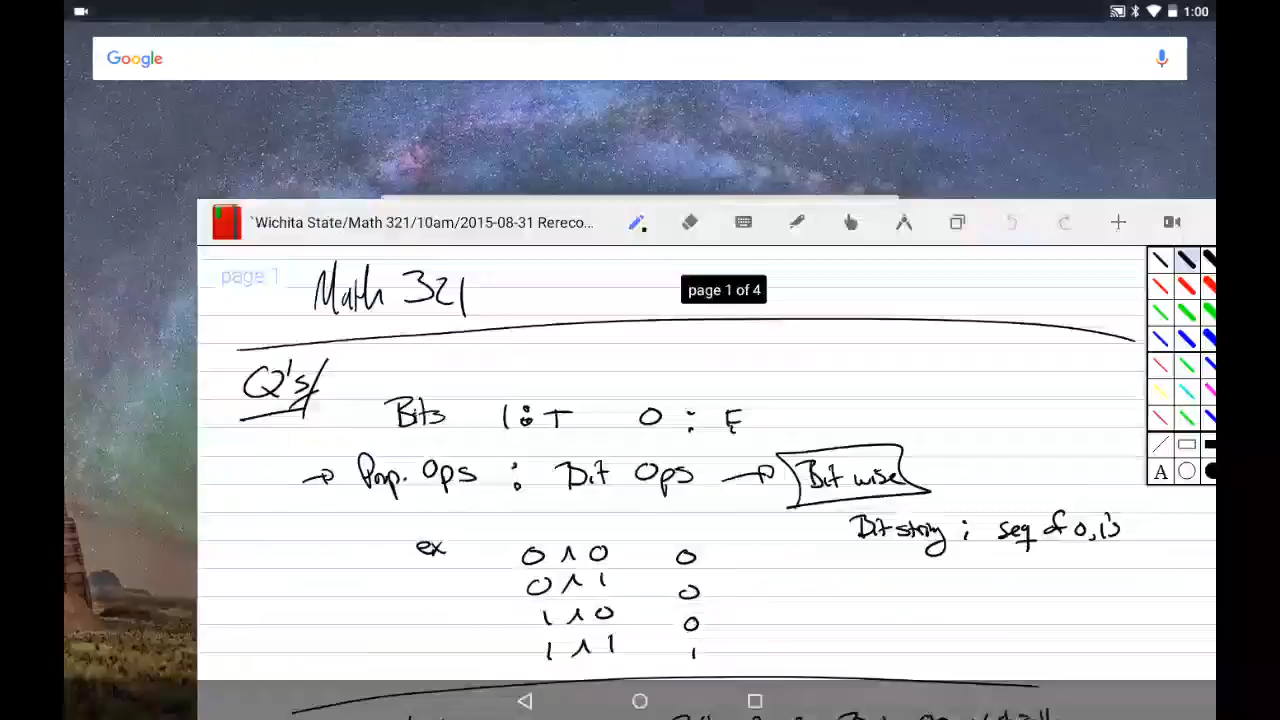 1:00
Google
`Wichita State/Math 321/10am/2015-08-31 Rereco...
page 1
Math 321
page 1 of 4
Q's/
Bits 1 : T 0 : F
→ Prop. Ops : Bit Ops → Bit wise
Bit string : seq of 0,1's
ex 0 ∧ 0 0
0 ∧ 1 0
1 ∧ 0 0
1 ∧ 1 1
A